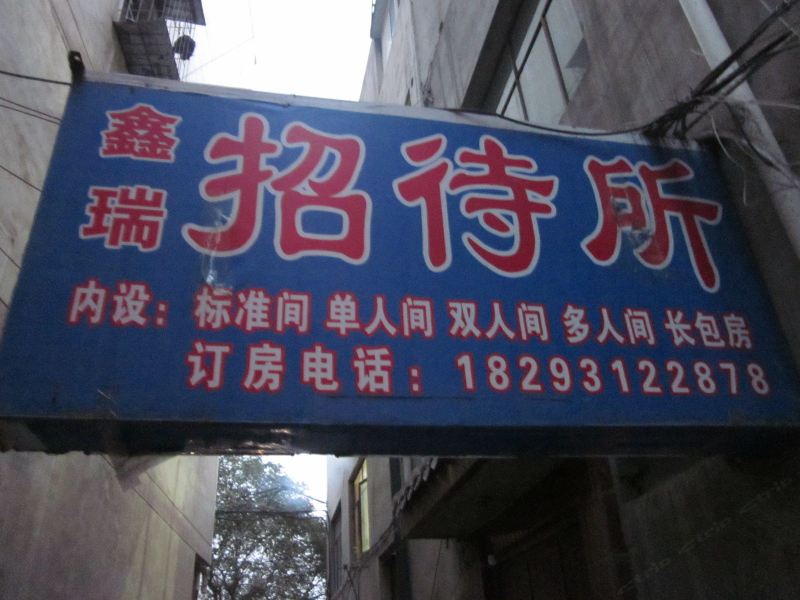 鑫瑞
招待所
内设：标准间 单人间 双人间 多人间 长包房
订房电话：18293122878